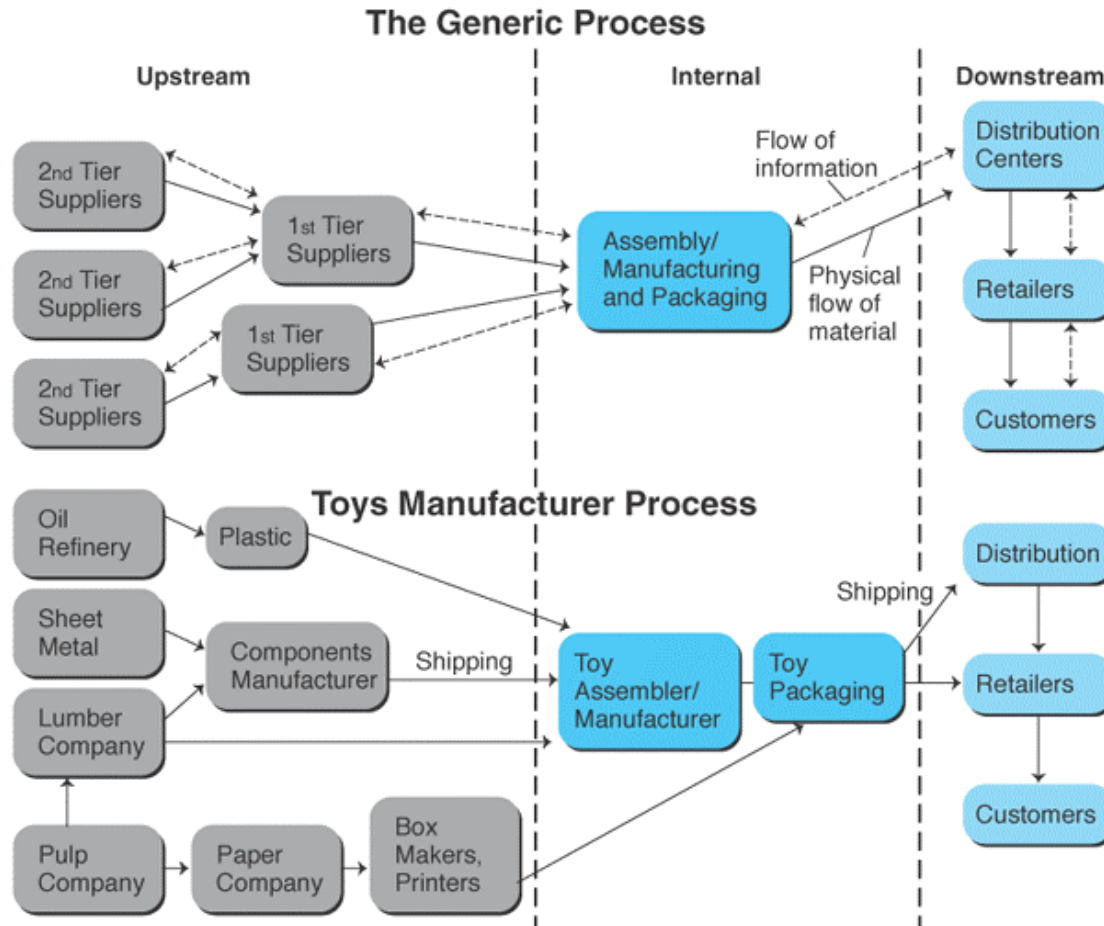 The Generic Process
Upstream
Internal
Downstream
2nd Tier
Suppliers
2nd Tier
Suppliers
2nd Tier
Suppliers
1st Tier
Suppliers
1st Tier
Suppliers
Assembly/
Manufacturing
and Packaging
Flow of
information
Physical
flow of
material
Distribution
Centers
Retailers
Customers
Toys Manufacturer Process
Oil
Refinery
Plastic
Sheet
Metal
Components
Manufacturer
Shipping
Lumber
Company
Pulp
Company
Paper
Company
Box
Makers,
Printers
Toy
Assembler/
Manufacturer
Toy
Packaging
Shipping
Distribution
Retailers
Customers